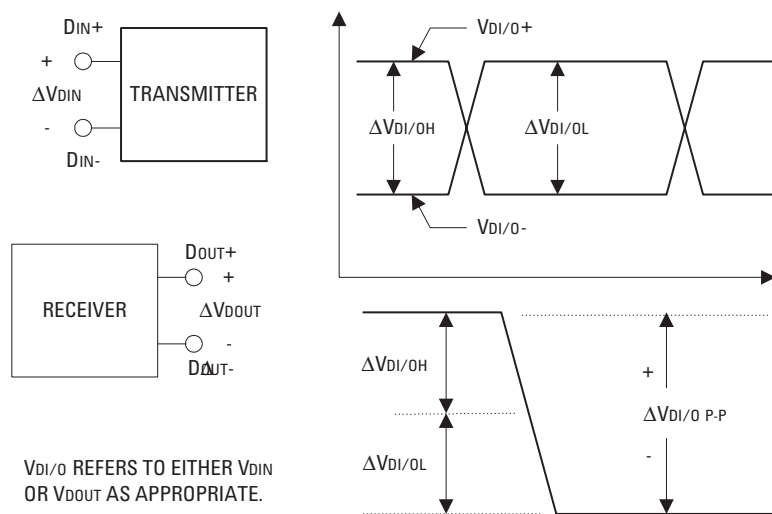 DIN+
+
ΔVDIN
-
DIN-
TRANSMITTER
VDI/O+
ΔVDI/OH
ΔVDI/OL
VDI/O-
RECEIVER
DOUT+
+
ΔVDOUT
-
DOUT-
ΔVDI/OH
ΔVDI/OL
+
ΔVDI/O P-P
-
VDI/O REFERS TO EITHER VDIN
OR VDOUT AS APPROPRIATE.